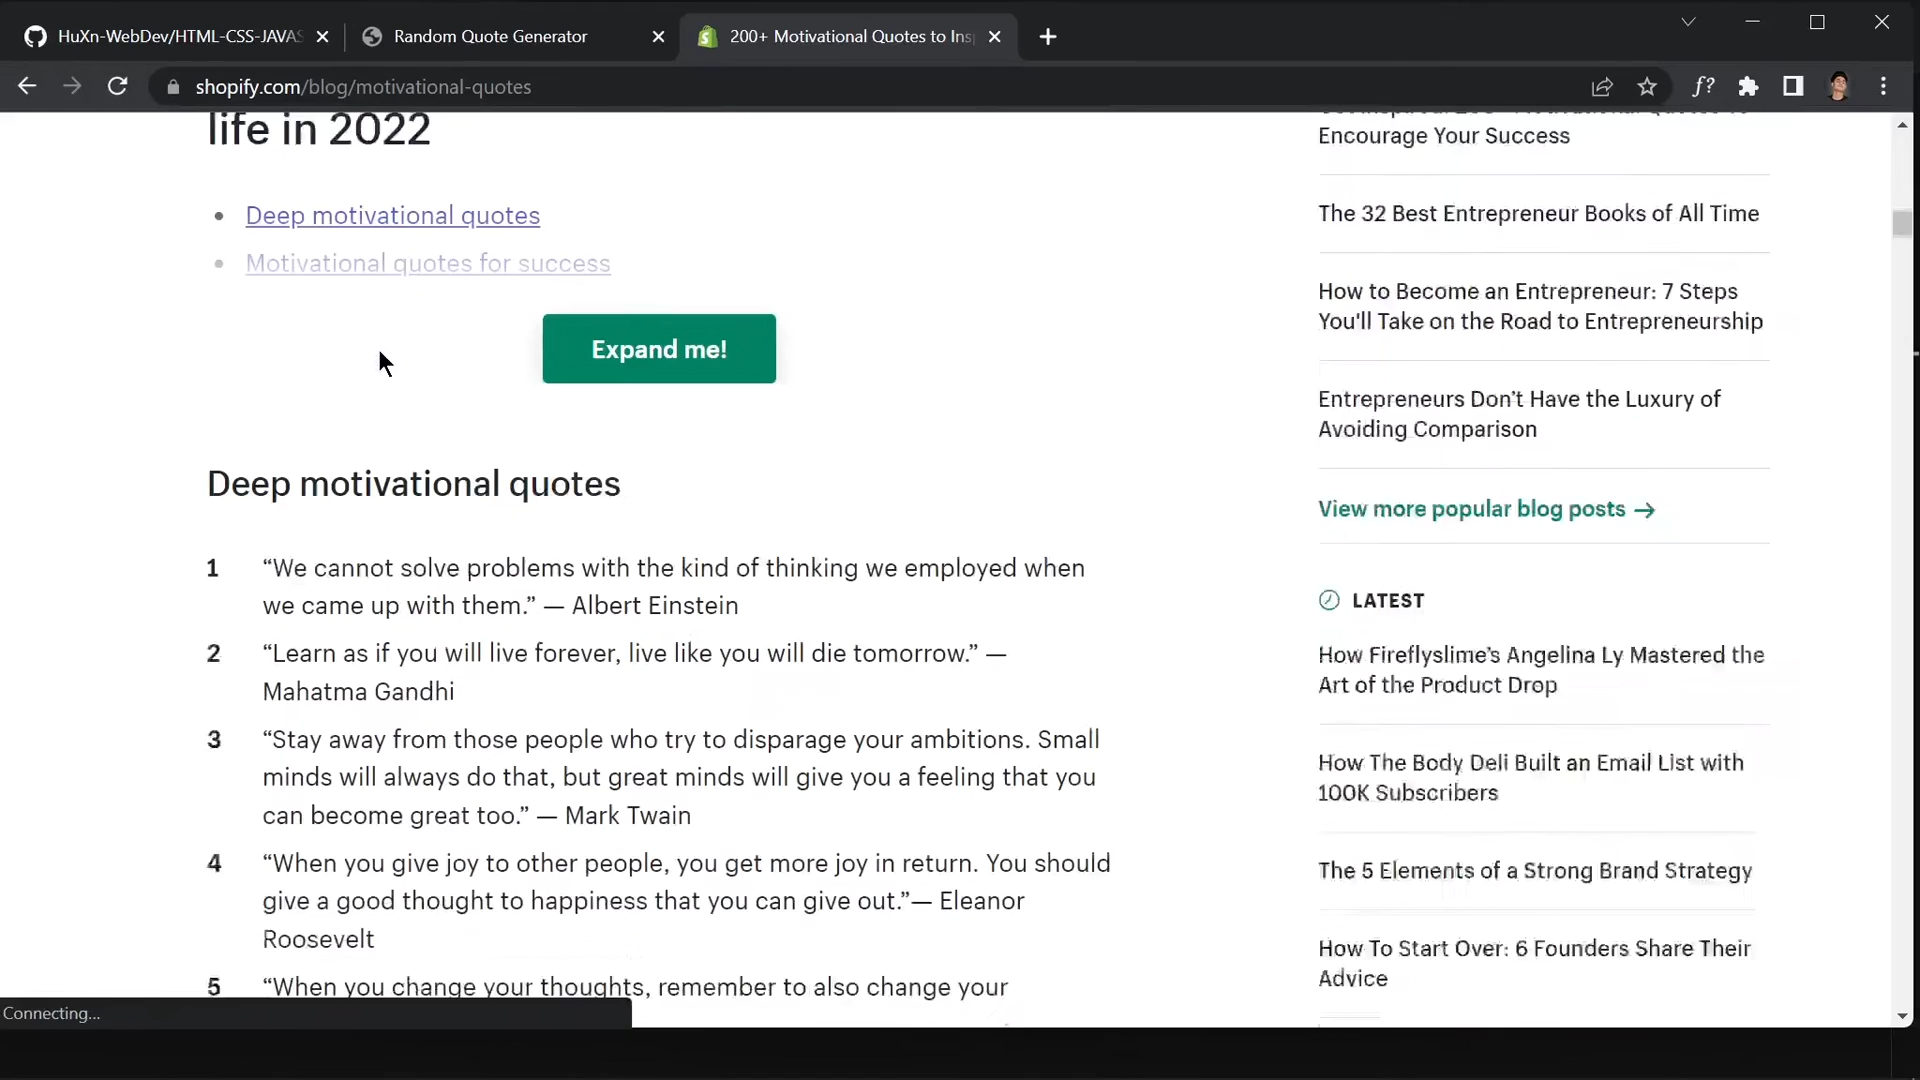 HuXn-WebDev/HTML-CSS-JAVAS
Random Quote Generator
200+ Motivational Quotes to Ins
shopify.com/blog/motivational-quotes
f?
life in 2022
Deep motivational quotes
Motivational quotes for success
Expand me!
Deep motivational quotes
1 “We cannot solve problems with the kind of thinking we employed when
we came up with them.” — Albert Einstein
2 “Learn as if you will live forever, live like you will die tomorrow.” —
Mahatma Gandhi
3 “Stay away from those people who try to disparage your ambitions. Small
minds will always do that, but great minds will give you a feeling that you
can become great too.” — Mark Twain
4 “When you give joy to other people, you get more joy in return. You should
give a good thought to happiness that you can give out.”— Eleanor
Roosevelt
5 “When you change your thoughts, remember to also change your
Encourage Your Success
The 32 Best Entrepreneur Books of All Time
How to Become an Entrepreneur: 7 Steps
You'll Take on the Road to Entrepreneurship
Entrepreneurs Don’t Have the Luxury of
Avoiding Comparison
View more popular blog posts →
LATEST
How Fireflyslime’s Angelina Ly Mastered the
Art of the Product Drop
How The Body Deli Built an Email List with
100K Subscribers
The 5 Elements of a Strong Brand Strategy
How To Start Over: 6 Founders Share Their
Advice
Connecting...